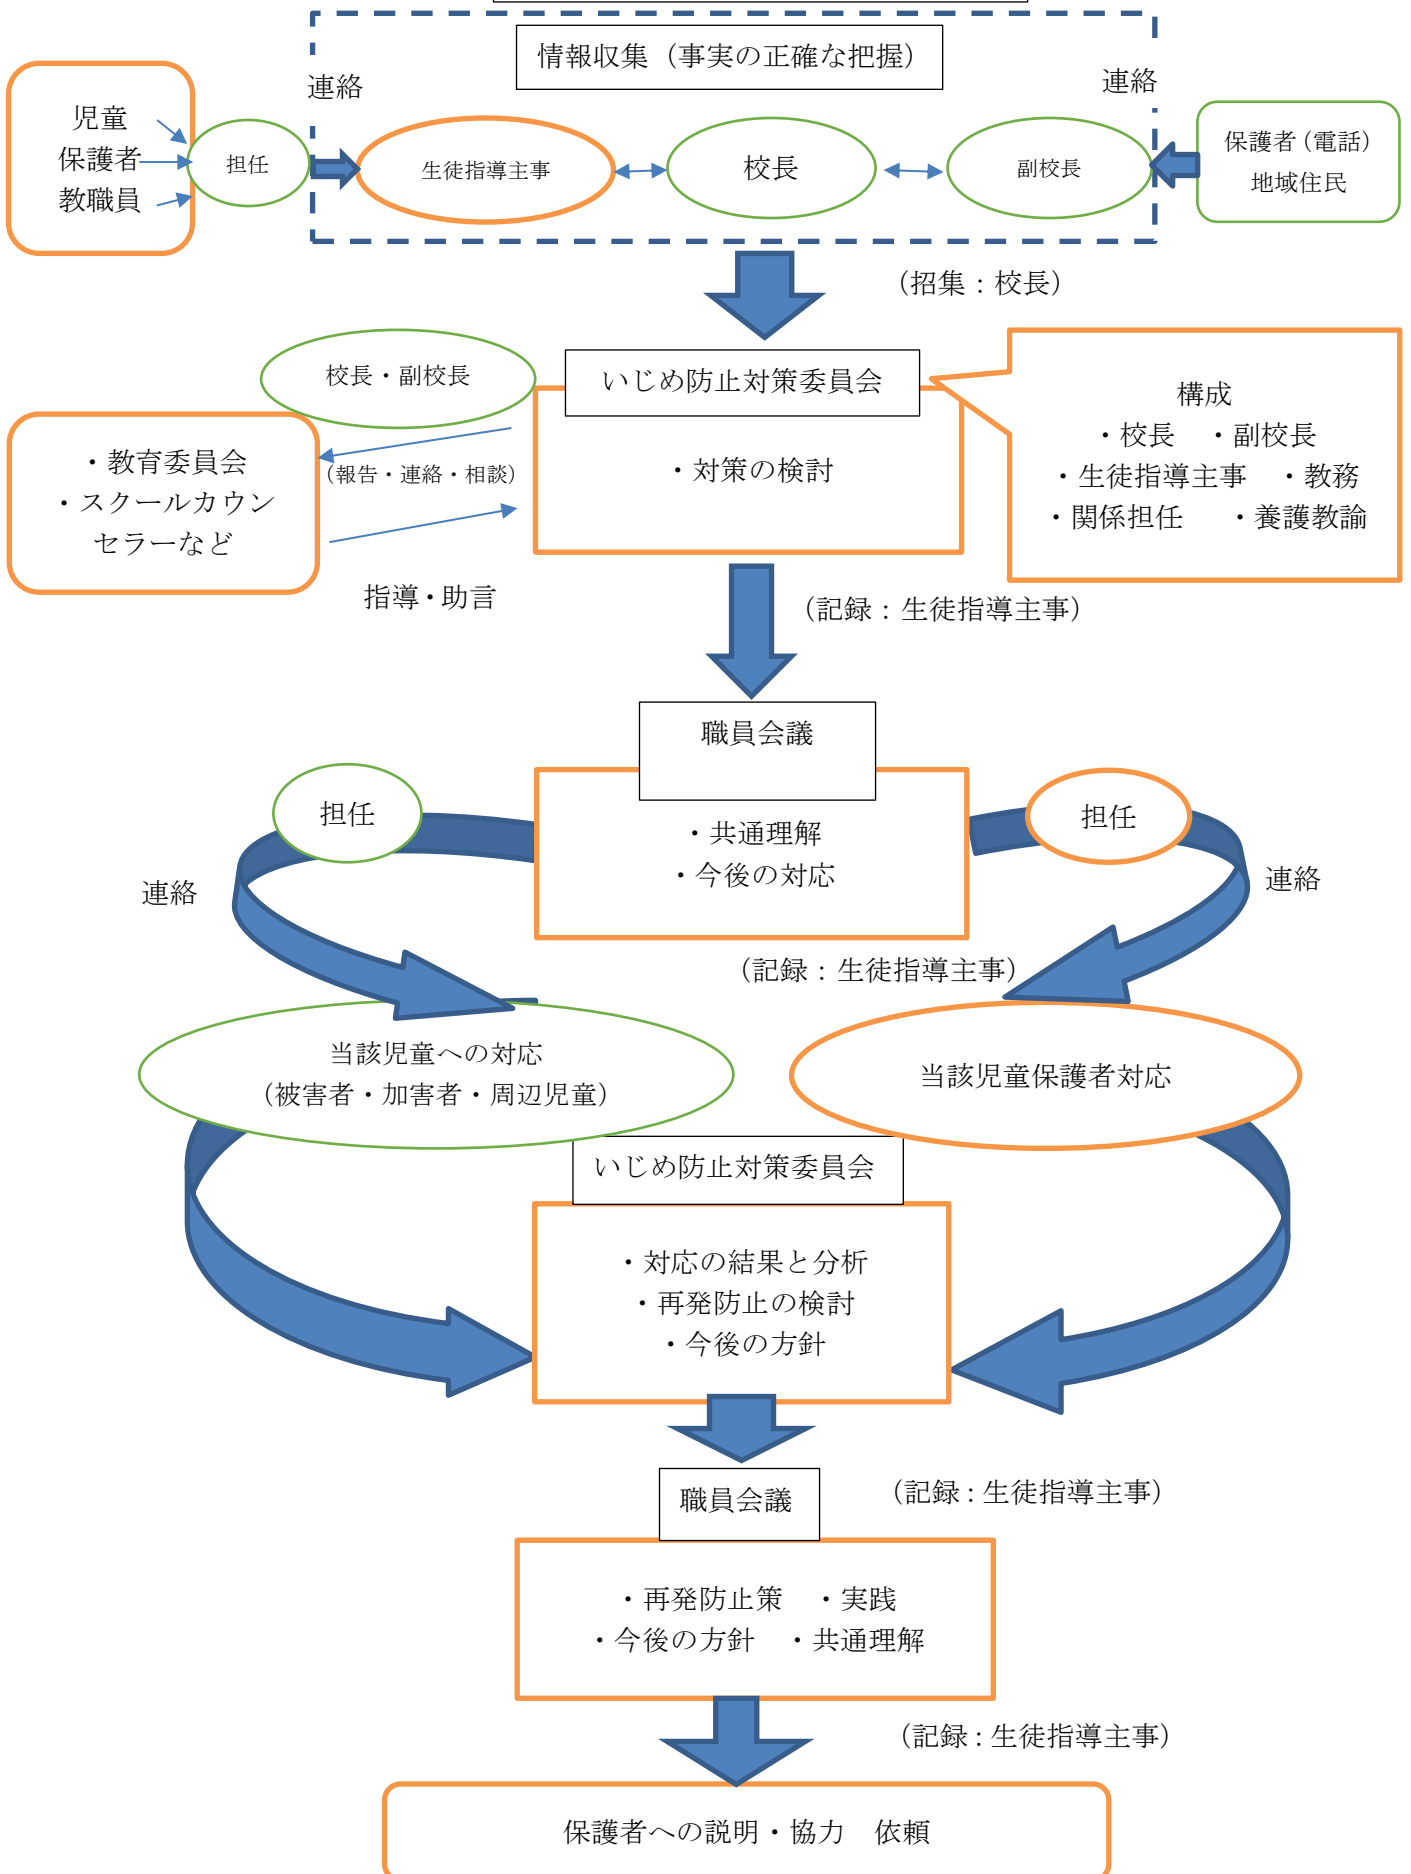 情報収集（事実の正確な把握）
連絡
連絡
児童
保護者
教職員
担任
生徒指導主事
校長
副校長
保護者（電話）
地域住民
（招集：校長）
校長・副校長
いじめ防止対策委員会
・対策の検討
構成
・校長　・副校長
・生徒指導主事　・教務
・関係担任　・養護教諭
・教育委員会
・スクールカウン
セラーなど
（報告・連絡・相談）
指導・助言
（記録：生徒指導主事）
職員会議
・共通理解
・今後の対応
担任
担任
連絡
連絡
（記録：生徒指導主事）
当該児童への対応
（被害者・加害者・周辺児童）
当該児童保護者対応
いじめ防止対策委員会
・対応の結果と分析
・再発防止の検討
・今後の方針
職員会議
（記録：生徒指導主事）
・再発防止策　・実践
・今後の方針　・共通理解
（記録：生徒指導主事）
保護者への説明・協力　依頼